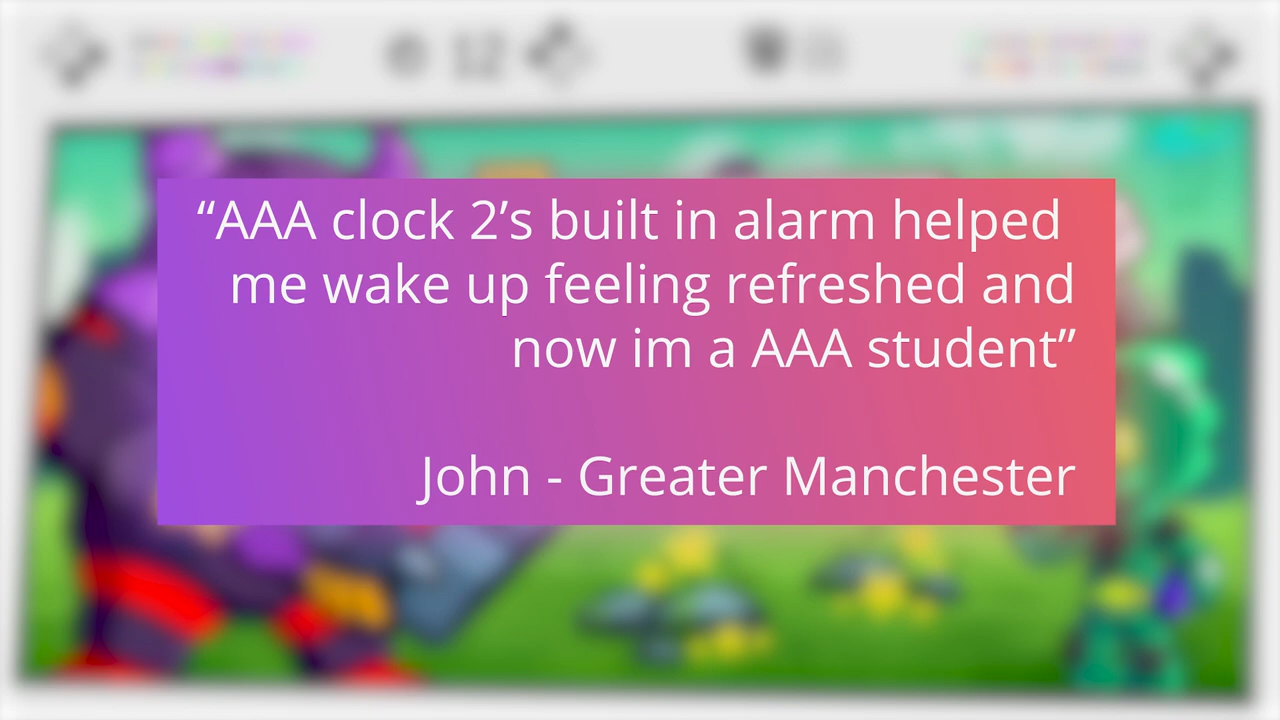 12
“AAA clock 2’s built in alarm helped
me wake up feeling refreshed and
now im a AAA student”
John - Greater Manchester